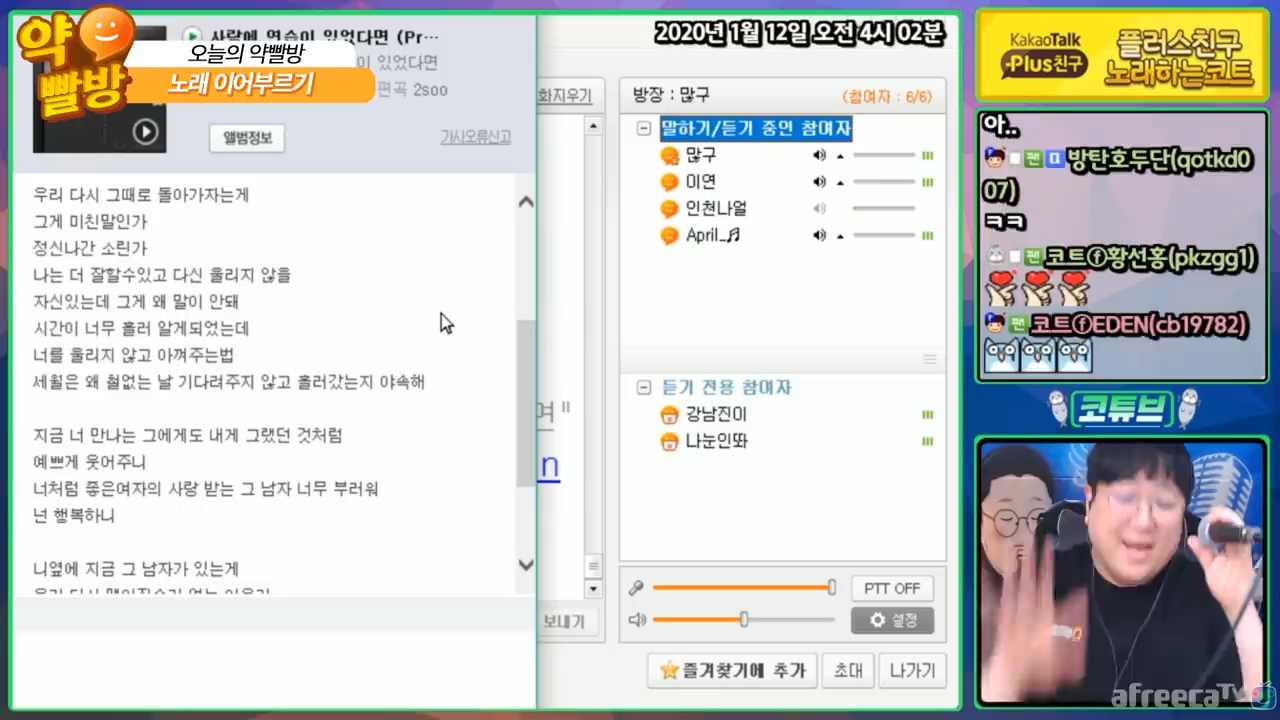 약빨방
오늘의 약빨방
노래 이어부르기
사랑에 연습이 있었다면 (Pr…
이 있었다면
편곡 2soo
앨범정보
가사오류신고
우리 다시 그때로 돌아가자는게
그게 미친말인가
정신나간 소린가
나는 더 잘할수있고 다신 울리지 않을
자신있는데 그게 왜 말이 안돼
시간이 너무 흘러 알게되었는데
너를 울리지 않고 아껴주는법
세월은 왜 철없는 날 기다려주지 않고 흘러갔는지 야속해
지금 너 만나는 그에게도 내게 그랬던 것처럼
예쁘게 웃어주니
너처럼 좋은여자의 사랑 받는 그 남자 너무 부러워
넌 행복하니
니옆에 지금 그 남자가 있는게
화지우기
여"
n
보내기
2020년 1월 12일 오전 4시 02분
방장 : 많구
(참여자 : 6/6)
말하기/듣기 중인 참여자
많구
이연
인천나얼
April_♬
듣기 전용 참여자
강남진이
나눈인똬
PTT OFF
설정
즐겨찾기에 추가
초대
나가기
KakaoTalk
Plus친구
플러스친구
노래하는코트
아..
팬 방탄호두단(qotkd0
07)
ㅋㅋ
팬 코트ⓕ황선홍(pkzgg1)
팬 코트ⓕEDEN(cb19782)
코튜브
afreecaTV